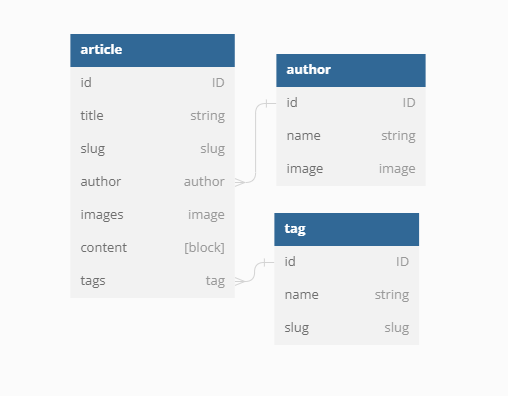 article
id ID
title string
slug slug
author author
images image
content [block]
tags tag
author
id ID
name string
image image
tag
id ID
name string
slug slug